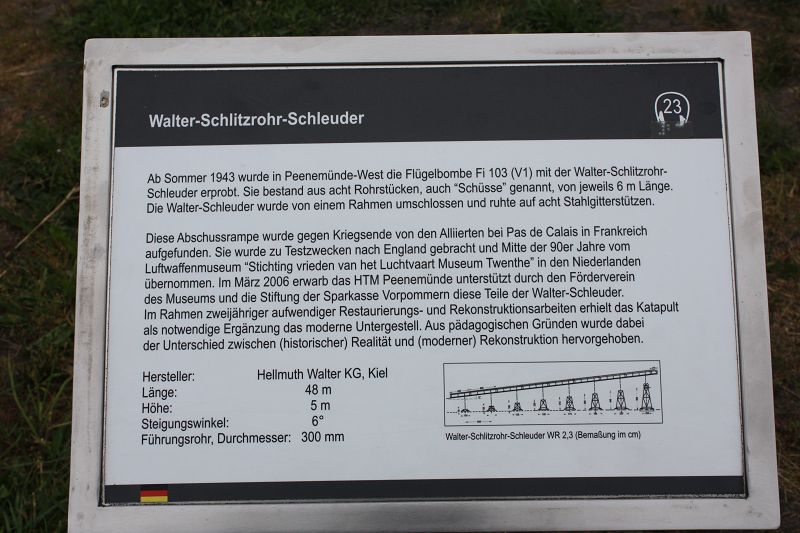 Walter-Schlitzrohr-Schleuder
23
Ab Sommer 1943 wurde in Peenemünde-West die Flügelbombe Fi 103 (V1) mit der Walter-Schlitzrohr-
Schleuder erprobt. Sie bestand aus acht Rohrstücken, auch “Schüsse” genannt, von jeweils 6 m Länge.
Die Walter-Schleuder wurde von einem Rahmen umschlossen und ruhte auf acht Stahlgitterstützen.
Diese Abschussrampe wurde gegen Kriegsende von den Alliierten bei Pas de Calais in Frankreich
aufgefunden. Sie wurde zu Testzwecken nach England gebracht und Mitte der 90er Jahre vom
Luftwaffenmuseum “Stichting vrieden van het Luchtvaart Museum Twenthe” in den Niederlanden
übernommen. Im März 2006 erwarb das HTM Peenemünde unterstützt durch den Förderverein
des Museums und die Stiftung der Sparkasse Vorpommern diese Teile der Walter-Schleuder.
Im Rahmen zweijähriger aufwendiger Restaurierungs- und Rekonstruktionsarbeiten erhielt das Katapult
als notwendige Ergänzung das moderne Untergestell. Aus pädagogischen Gründen wurde dabei
der Unterschied zwischen (historischer) Realität und (moderner) Rekonstruktion hervorgehoben.
Hersteller: Hellmuth Walter KG, Kiel
Länge: 48 m
Höhe: 5 m
Steigungswinkel: 6°
Führungsrohr, Durchmesser: 300 mm
Walter-Schlitzrohr-Schleuder WR 2,3 (Bemaßung im cm)